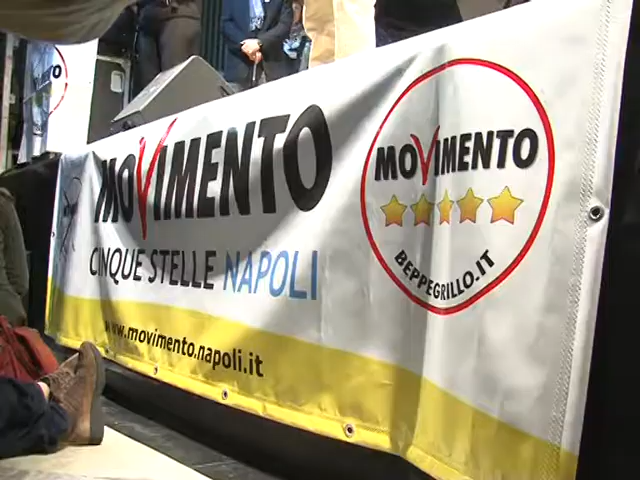 MOVIMENTO
CINQUE STELLE NAPOLI
www.movimento.napoli.it
MOVIMENTO
BEPPEGRILLO.IT